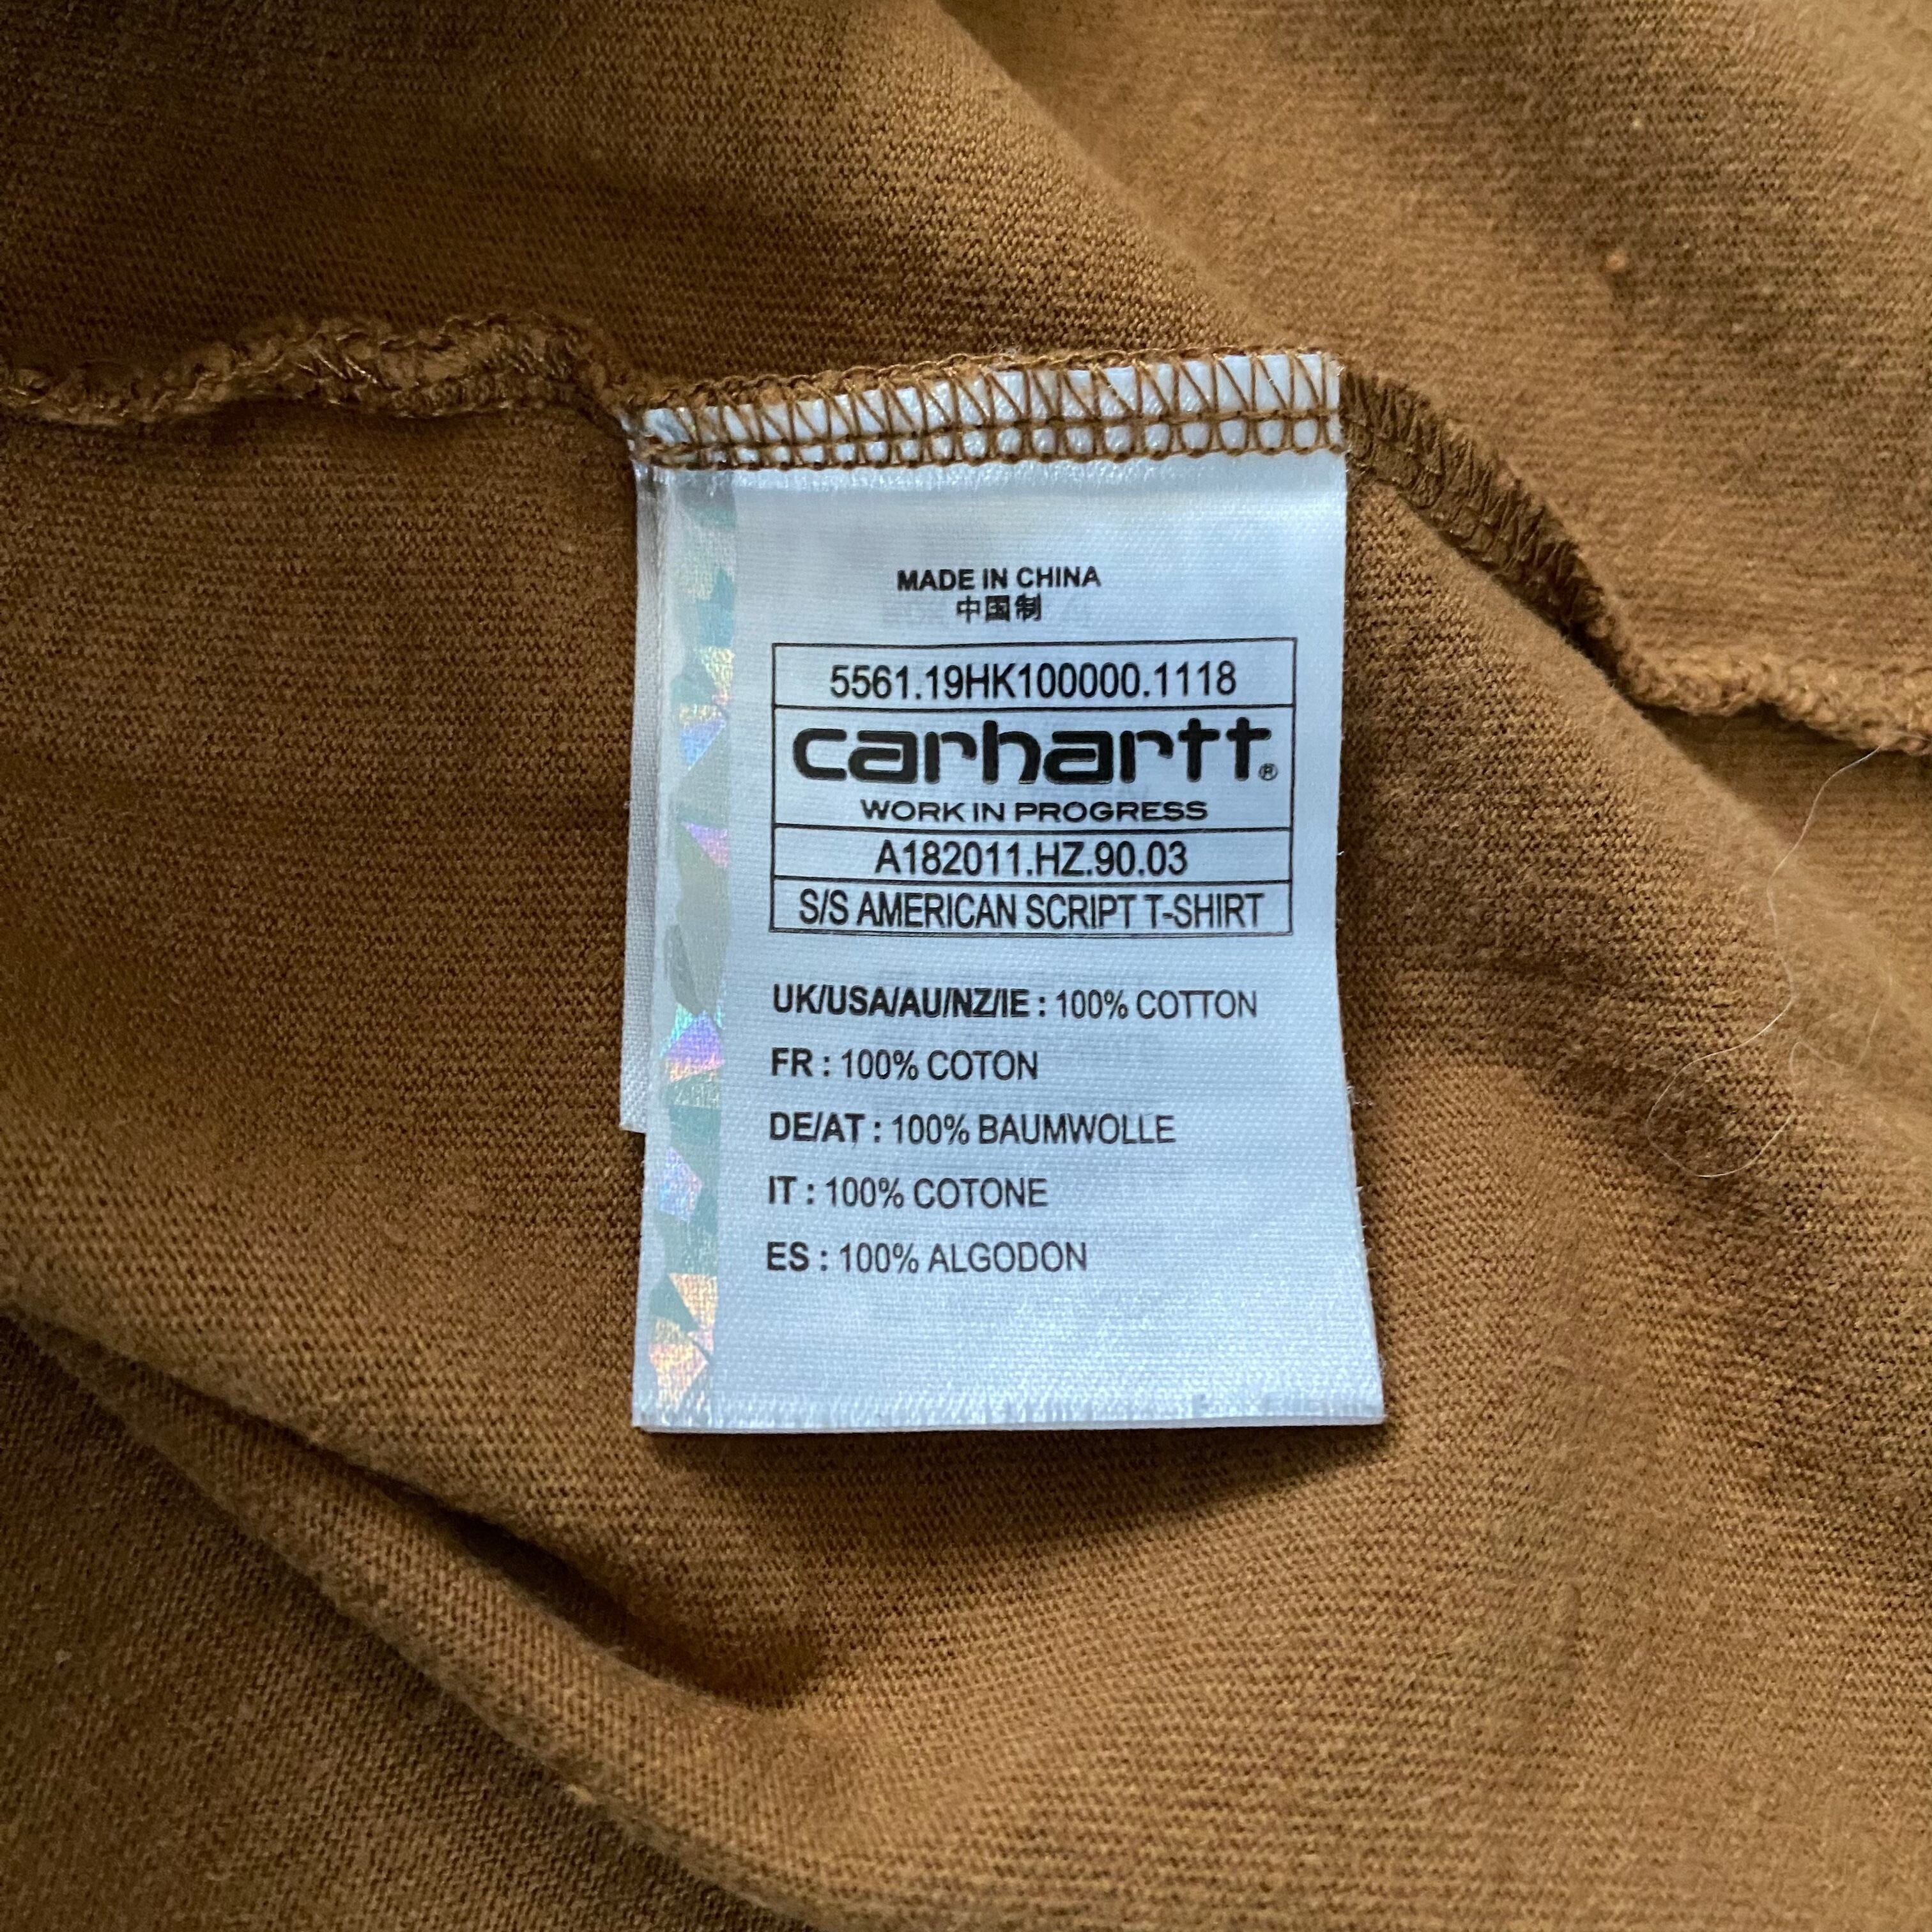 MADE IN CHINA
中国制
5561.19HK100000.1118
carhartt®
WORK IN PROGRESS
A182011.HZ.90.03
S/S AMERICAN SCRIPT T-SHIRT
UK/USA/AU/NZ/IE : 100% COTTON
FR : 100% COTON
DE/AT : 100% BAUMWOLLE
IT : 100% COTONE
ES : 100% ALGODON